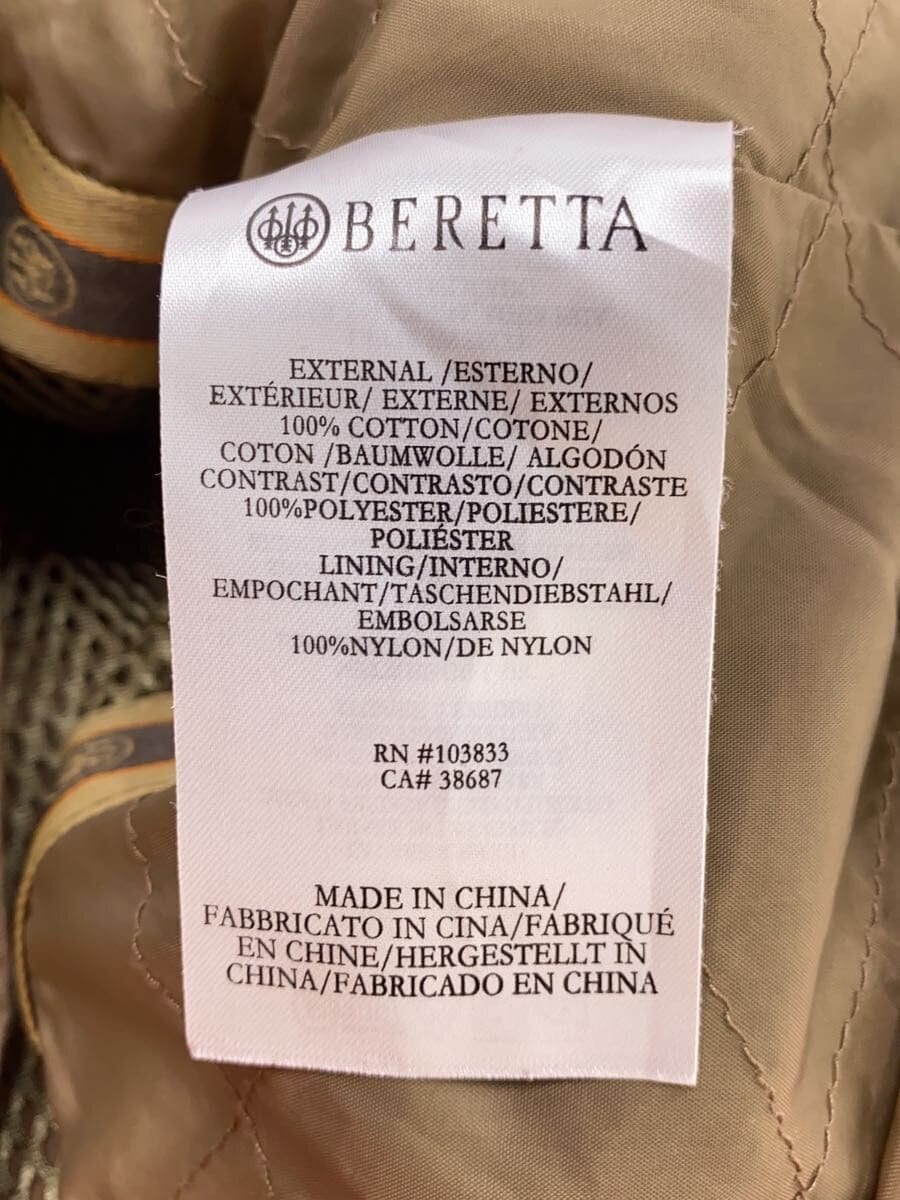 BERETTA
EXTERNAL /ESTERNO/
EXTÉRIEUR/ EXTERNE/ EXTERNOS
100% COTTON/COTONE/
COTON /BAUMWOLLE/ ALGODÓN
CONTRAST/CONTRASTO/CONTRASTE
100%POLYESTER/POLIESTERE/
POLIÉSTER
LINING/INTERNO/
EMPOCHANT/TASCHENDIEBSTAHL/
EMBOLSARSE
100%NYLON/DE NYLON
RN #103833
CA# 38687
MADE IN CHINA/
FABBRICATO IN CINA/FABRIQUÉ
EN CHINE/HERGESTELLT IN
CHINA/FABRICADO EN CHINA